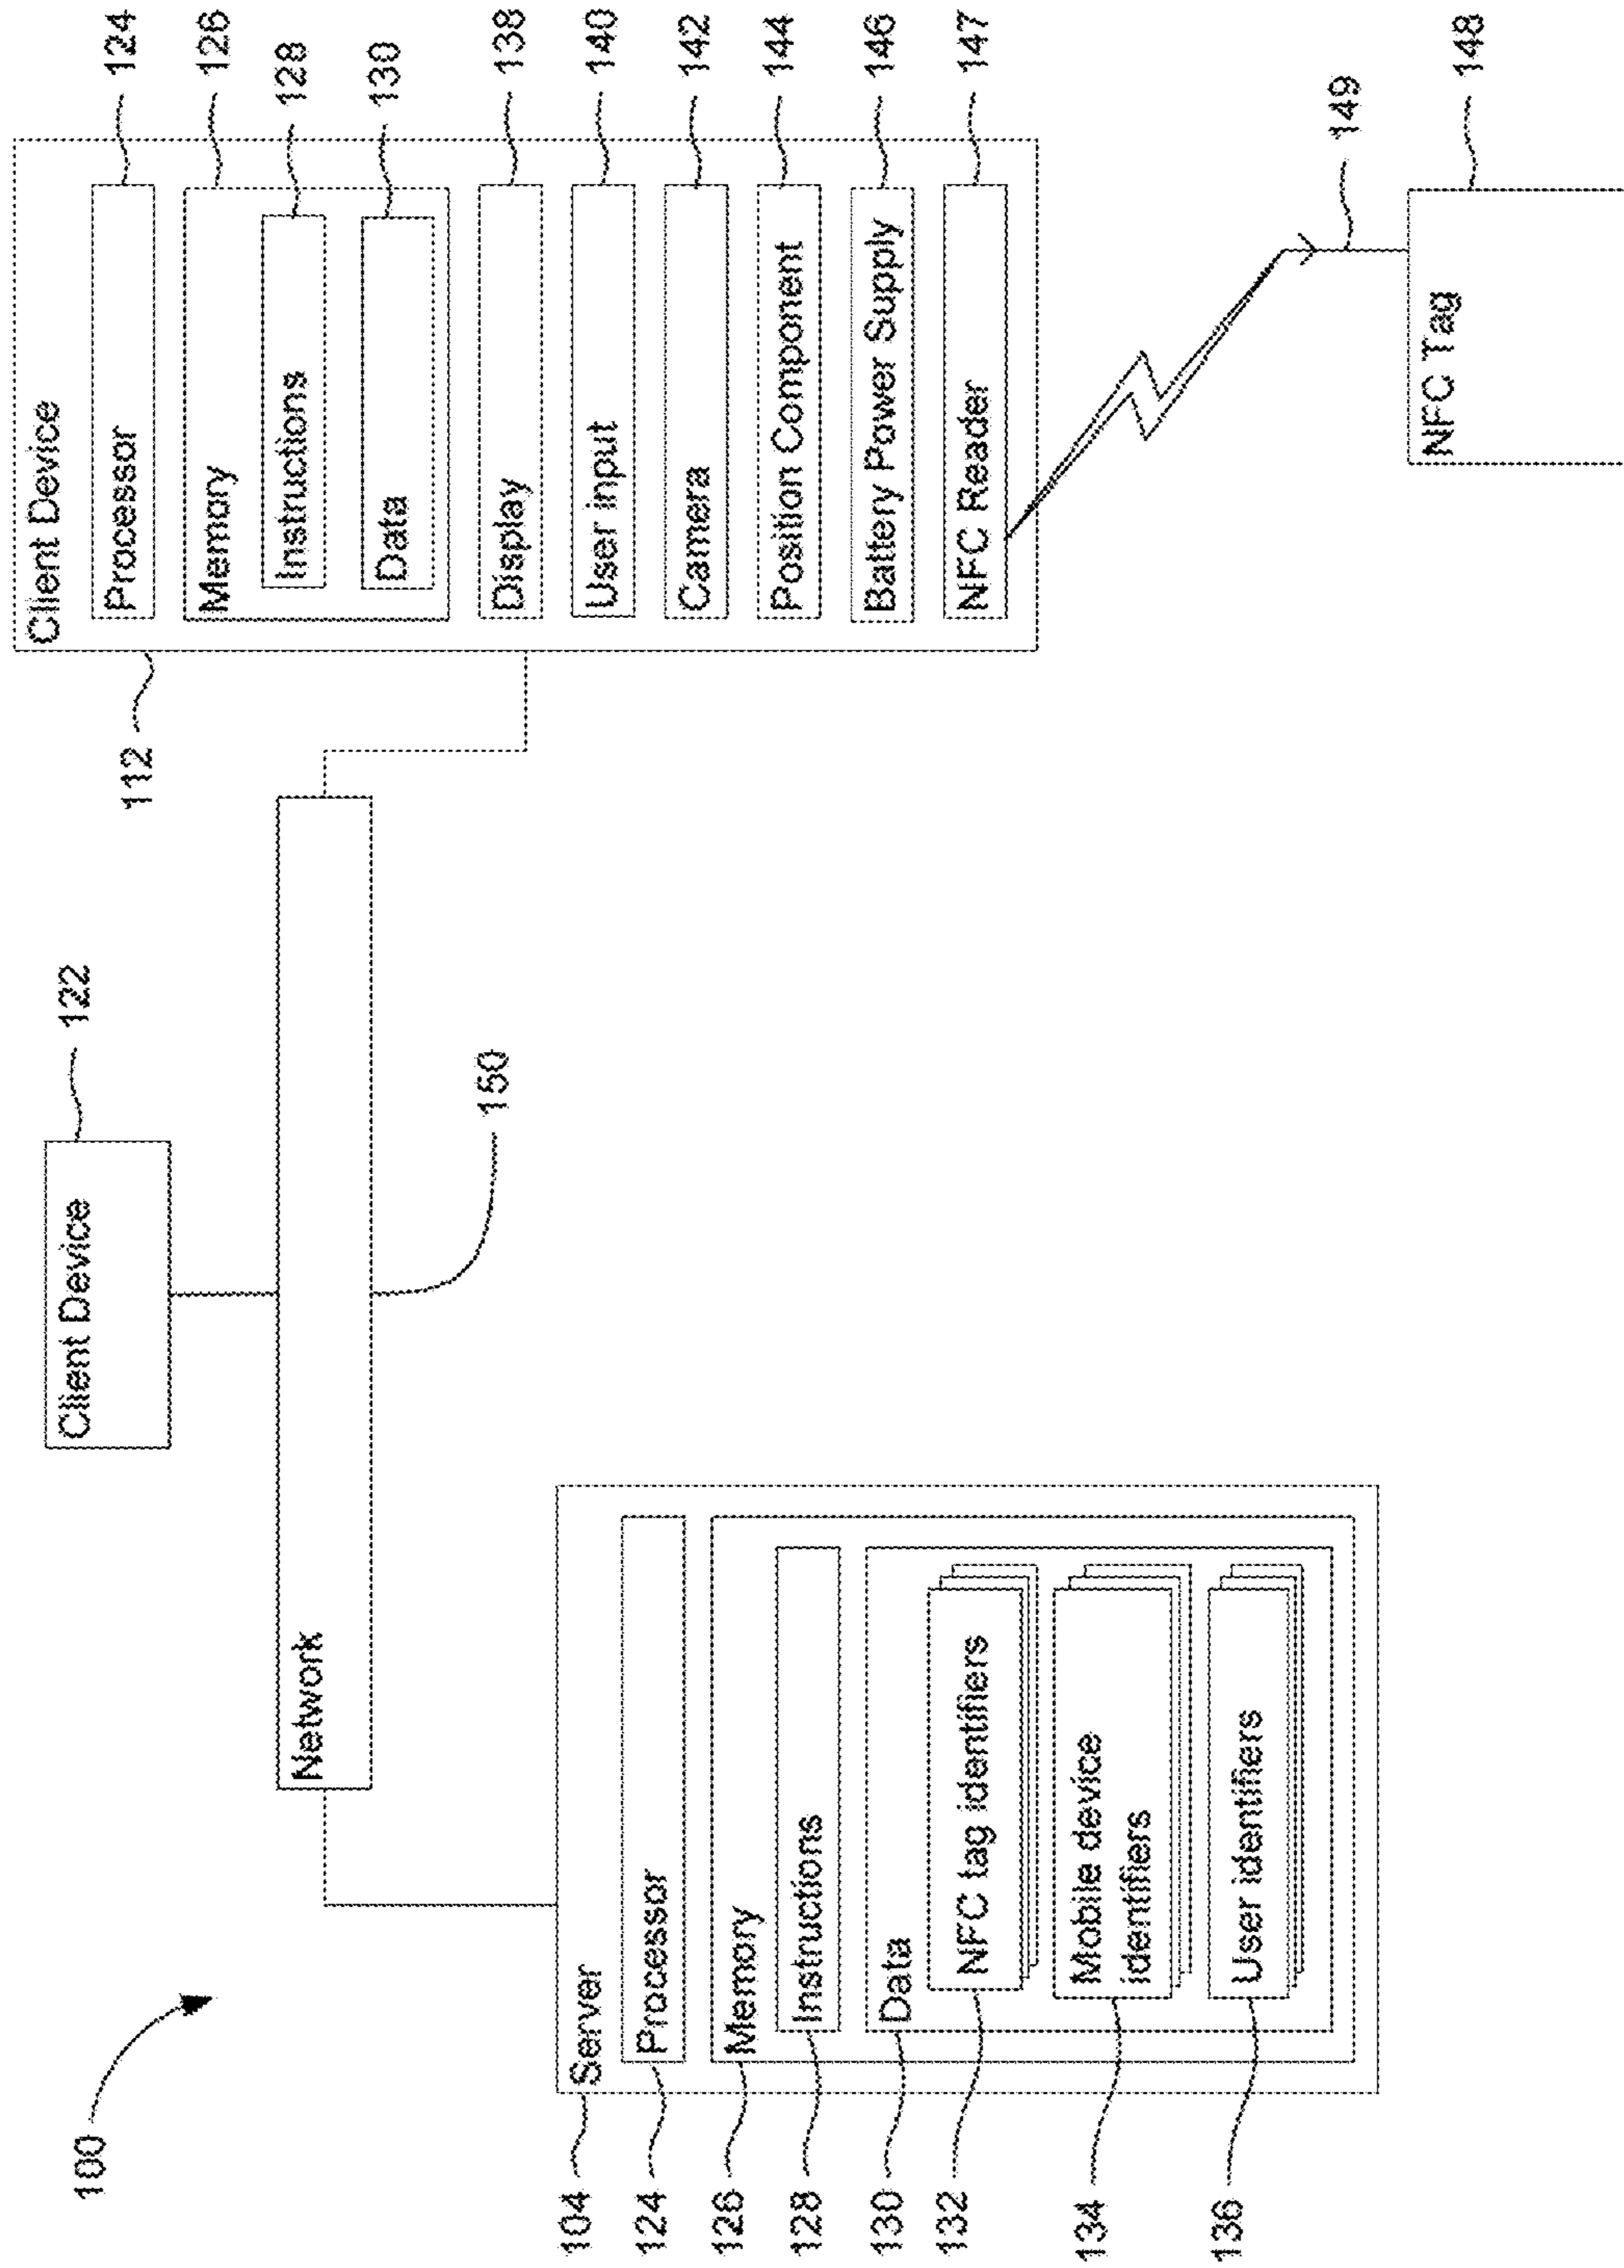 100
Server
104
Processor
124
Memory
126
Instructions
128
Data
130
NFC tag identifiers
132
Mobile device
identifiers
134
User identifiers
136
Network
150
Client Device
122
Client Device
112
Processor
124
Memory
126
Instructions
128
Data
130
Display
138
User input
140
Camera
142
Position Component
144
Battery Power Supply
146
NFC Reader
147
149
NFC Tag
148